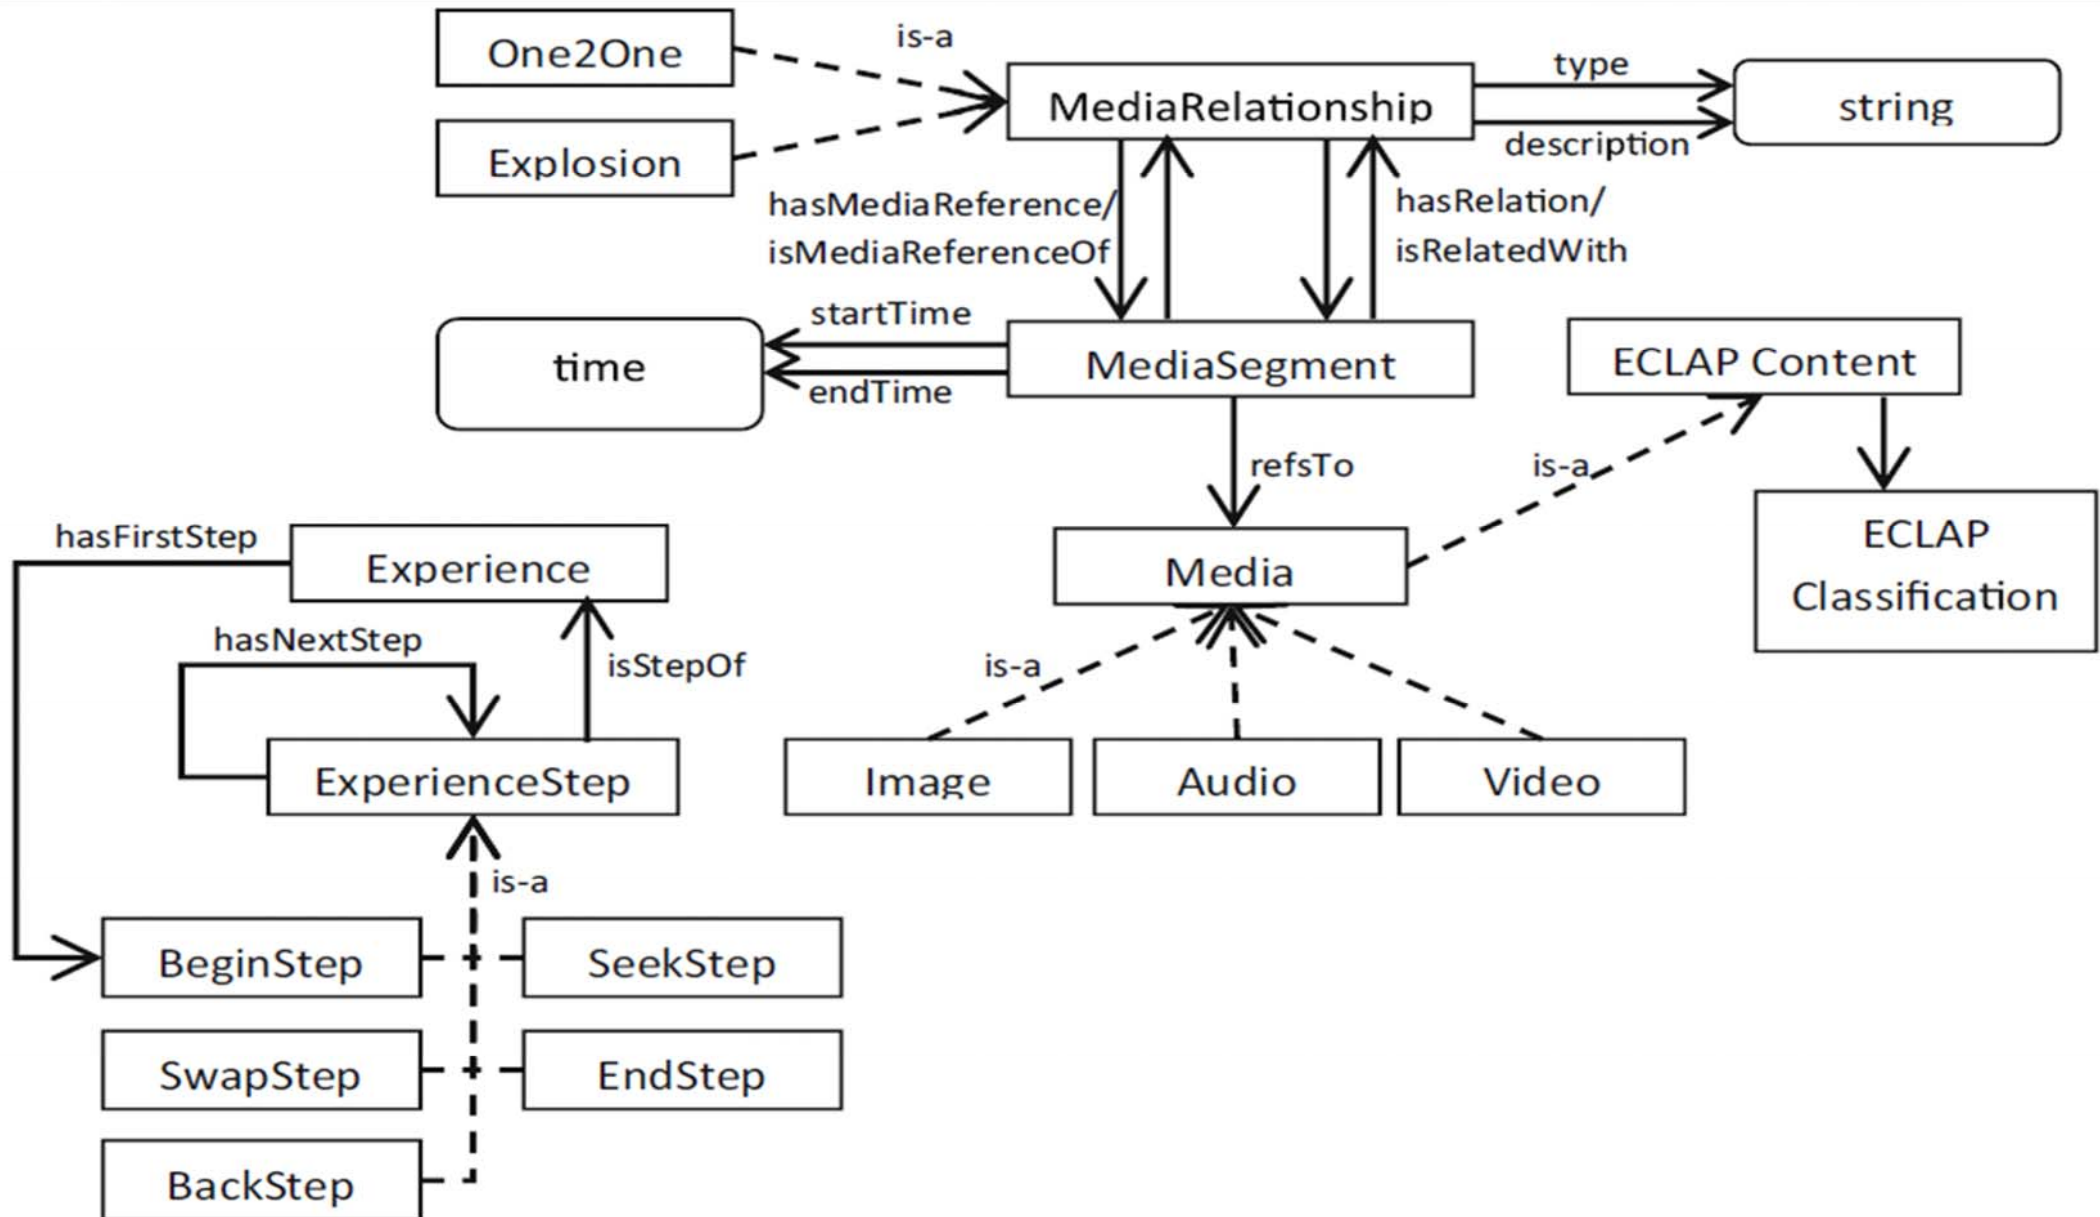 One2One
is-a
Explosion
MediaRelationship
type
description
string
hasMediaReference/
isMediaReferenceOf
hasRelation/
isRelatedWith
time
startTime
endTime
MediaSegment
ECLAP Content
refsTo
is-a
ECLAP
Classification
hasFirstStep
Experience
Media
hasNextStep
isStepOf
is-a
ExperienceStep
Image
Audio
Video
is-a
BeginStep
SeekStep
SwapStep
EndStep
BackStep